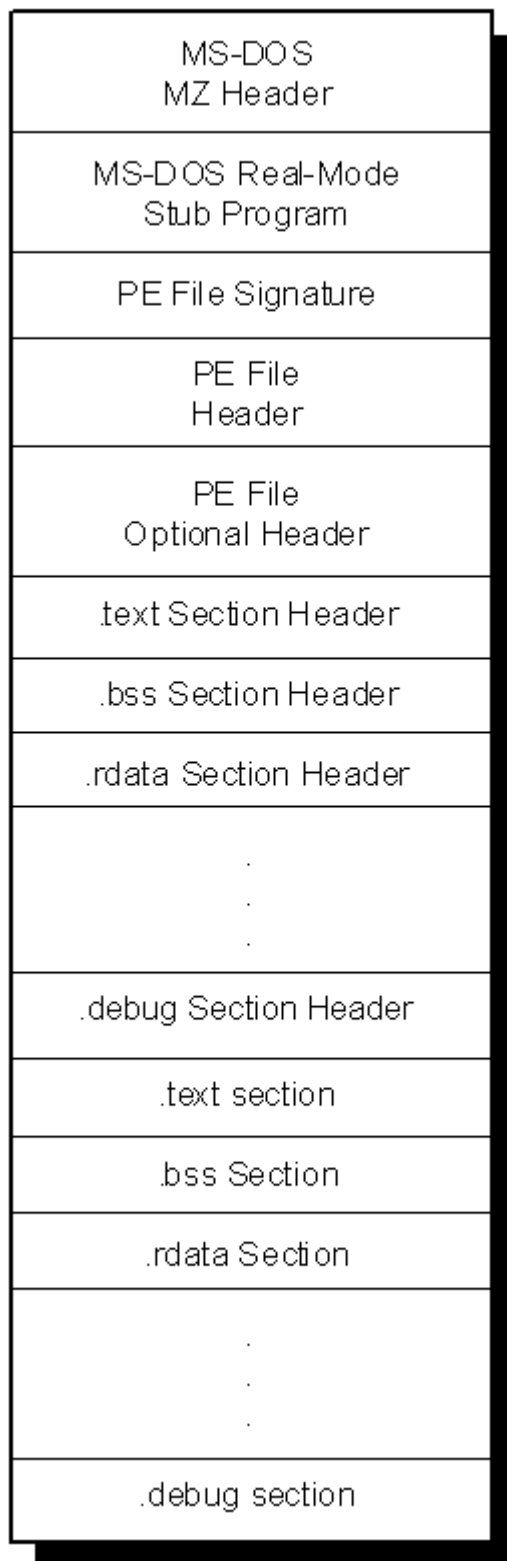 MS-DOS
MZ Header
MS-DOS Real-Mode
Stub Program
PE File Signature
PE File
Header
PE File
Optional Header
.text Section Header
.bss Section Header
.rdata Section Header
.
.
.
.debug Section Header
.text section
.bss Section
.rdata Section
.
.
.
.debug section